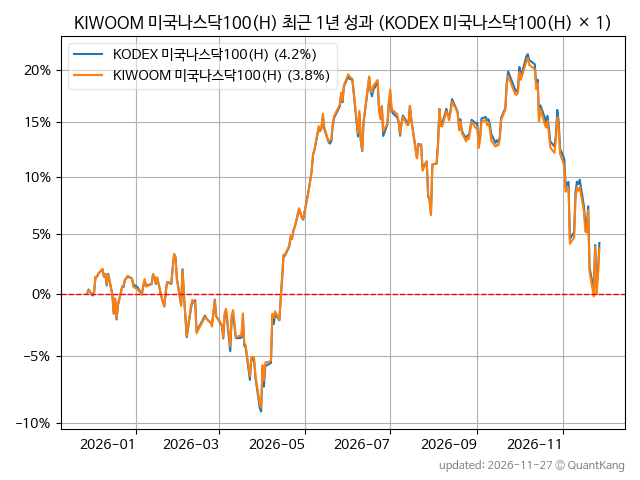 KIWOOM 미국나스닥100(H) 최근 1년 성과 (KODEX 미국나스닥100(H) × 1)
KODEX 미국나스닥100(H) (4.2%)
KIWOOM 미국나스닥100(H) (3.8%)
20%
15%
10%
5%
0%
−5%
−10%
2026-01 2026-03 2026-05 2026-07 2026-09 2026-11
updated: 2026-11-27 © QuantKang